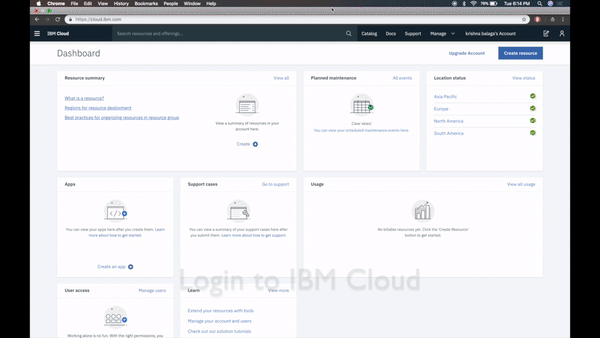 Chrome File Edit View History Bookmarks People Window Help
76% Tue 6:14 PM
https://cloud.ibm.com
IBM Cloud
Search resources and offerings...
Catalog Docs Support Manage krishna balaga's Account
Dashboard
Upgrade Account Create resource
Resource summary View all
What is a resource?
Regions for resource deployment
Best practices for organizing resources in resource group
View a summary of resources in your
account here.
Create
Planned maintenance All events
Clear skies!
You can view your scheduled maintenance events here
Location status View status
Asia Pacific
Europe
North America
South America
Apps
You can view your apps here after you create them. Learn
more about how to get started.
Create an app
Support cases Go to support
You can view a summary of your support cases here after
you submit them. Learn more about how to get support
Usage View all usage
No billable resources yet. Click the 'Create Resource'
button to get started.
Login to IBM Cloud
User access Manage users
Working alone is no fun. With the right permissions, you
Learn View more
Extend your resources with tools
Manage your account and users
Check out our solution tutorials